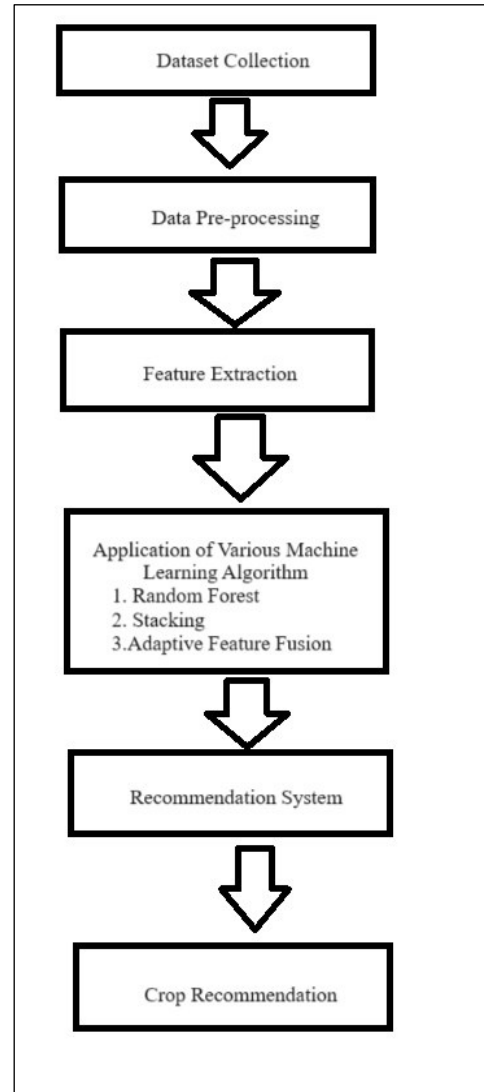 Dataset Collection
Data Pre-processing
Feature Extraction
Application of Various Machine
Learning Algorithm
1. Random Forest
2. Stacking
3.Adaptive Feature Fusion
Recommendation System
Crop Recommendation